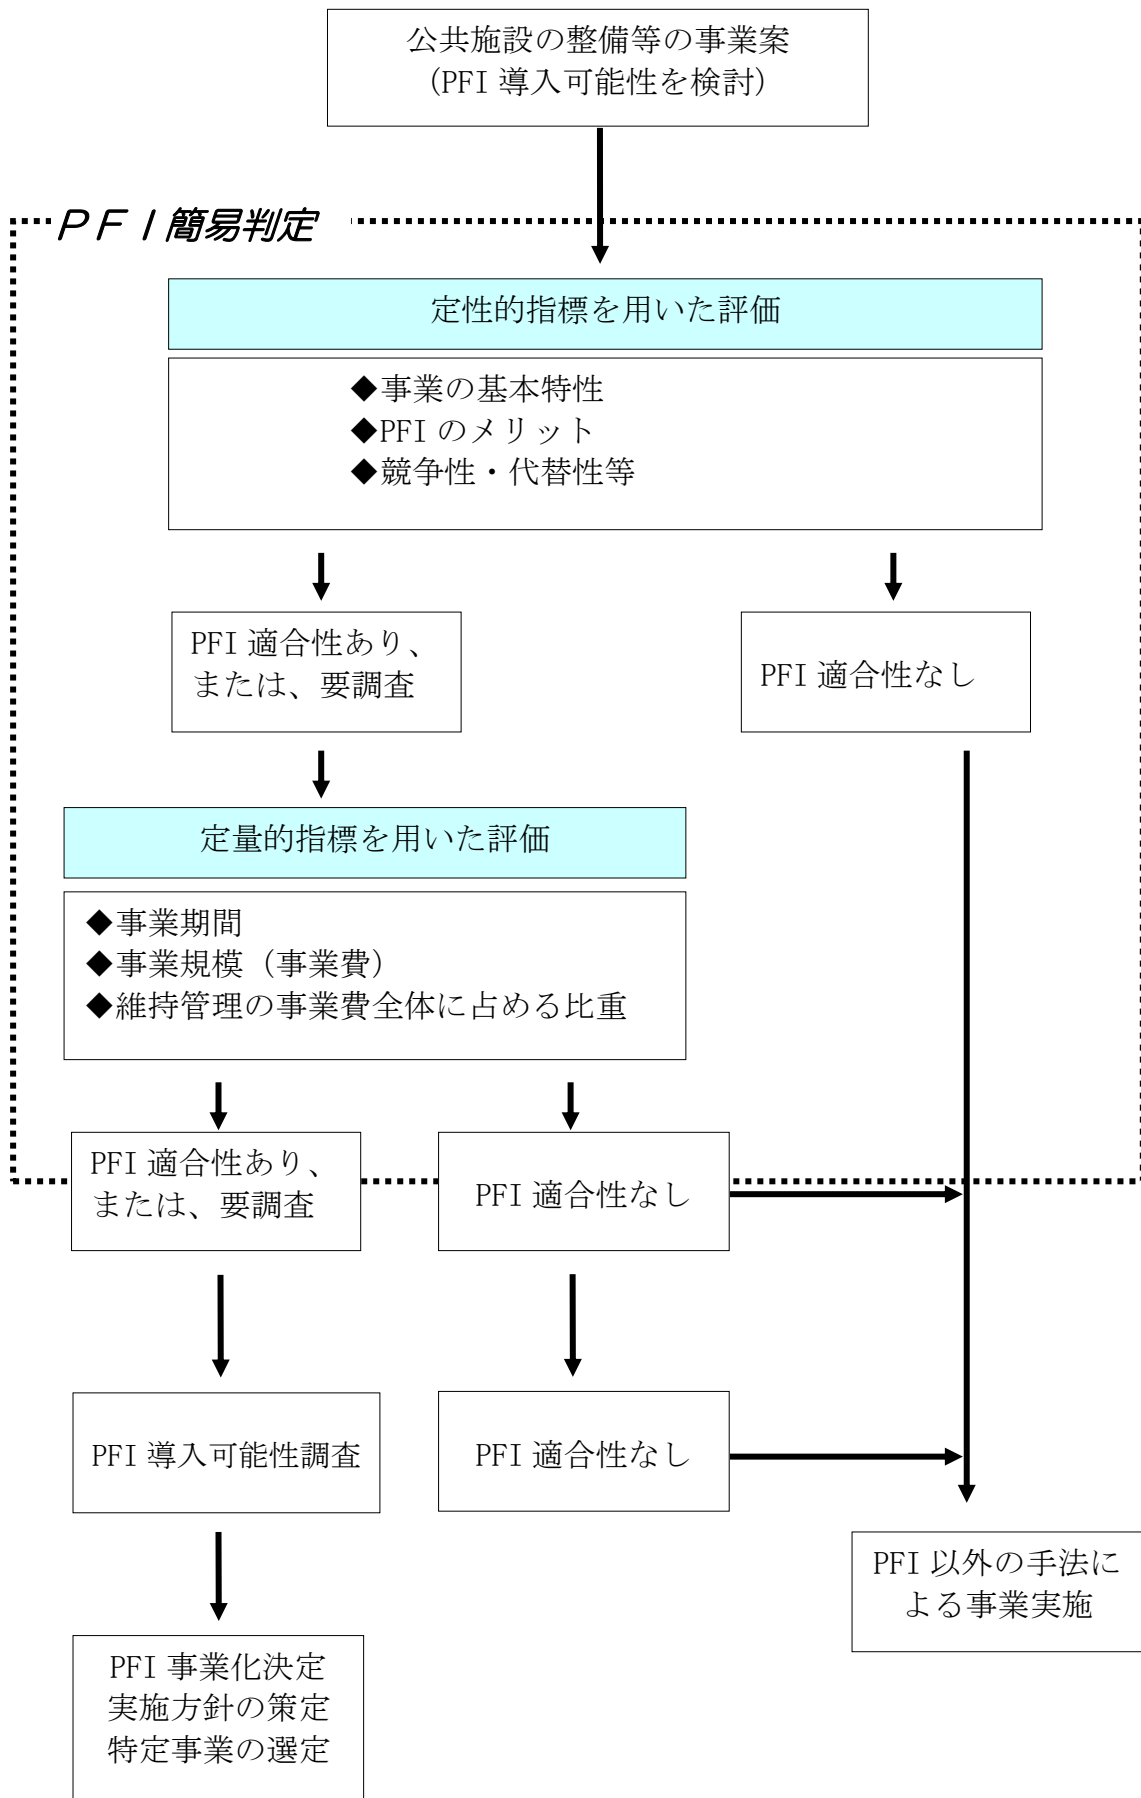 公共施設の整備等の事業案
（PFI 導入可能性を検討）
ＰＦＩ簡易判定
定性的指標を用いた評価
◆事業の基本特性
◆PFI のメリット
◆競争性・代替性等
PFI 適合性あり、
または、要調査
PFI 適合性なし
定量的指標を用いた評価
◆事業期間
◆事業規模（事業費）
◆維持管理の事業費全体に占める比重
PFI 適合性あり、
または、要調査
PFI 適合性なし
PFI 導入可能性調査
PFI 適合性なし
PFI 以外の手法に
よる事業実施
PFI 事業化決定
実施方針の策定
特定事業の選定